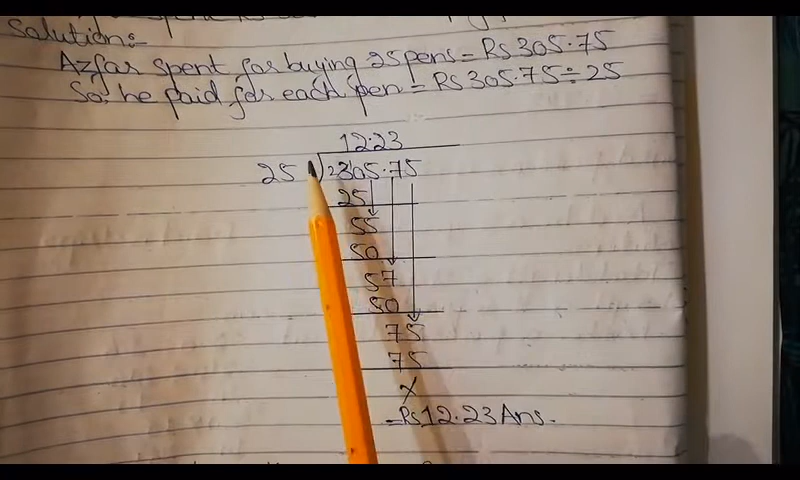 Solution:-
Azfar spent for buying 25 pens = Rs 305.75
So, he paid for each pen = Rs 305.75 ÷ 25
12.23
25 305.75
25
55
50
57
50
75
75
×
= Rs 12.23 Ans.